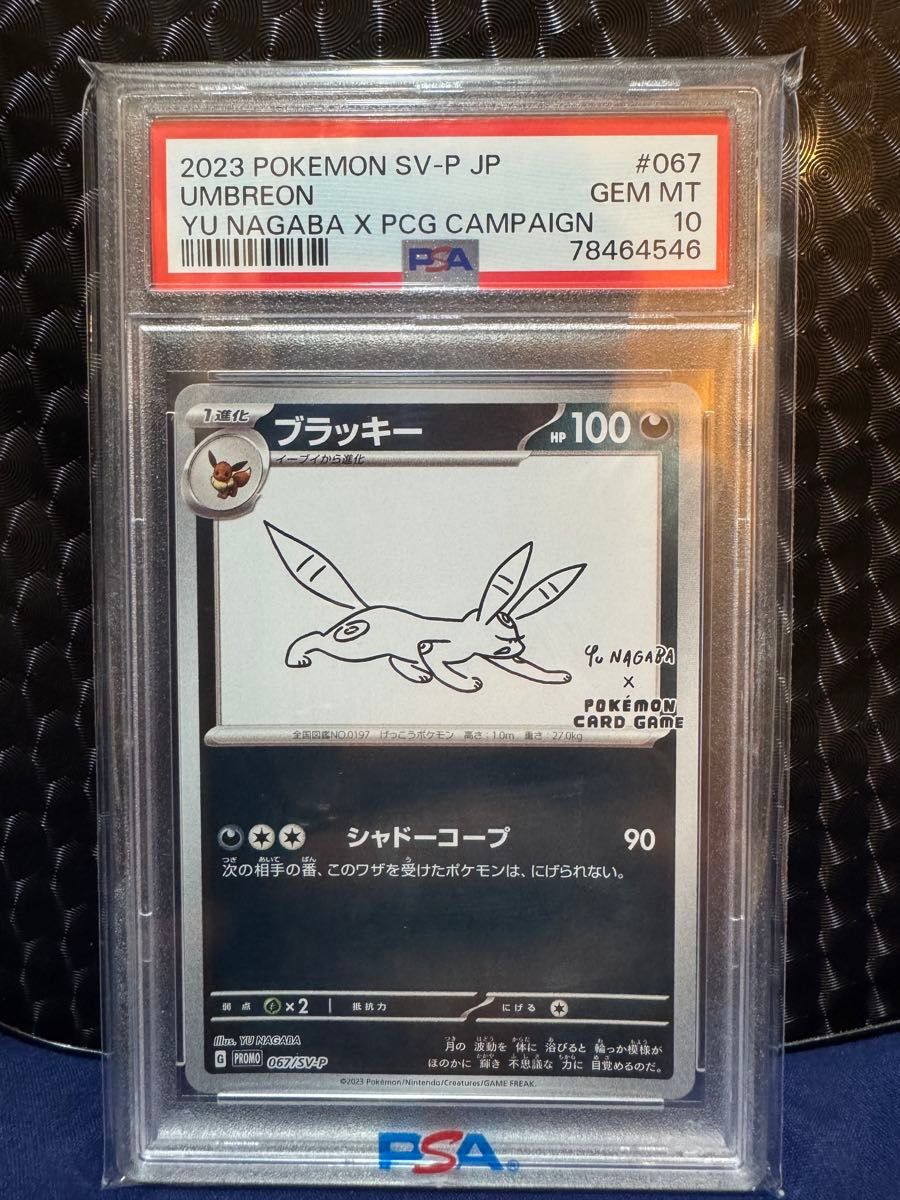 2023 POKEMON SV-P JP #067
UMBREON GEM MT
YU NAGABA X PCG CAMPAIGN 10
PSA 78464546
1進化
ブラッキー HP 100
イーブイから進化
Yu NAGABA
X
POKÉMON
CARD GAME
全国図鑑NO.0197 げっこうポケモン 高さ:1.0m 重さ:27.0kg
シャドーコープ 90
次の相手の番、このワザを受けたポケモンは、にげられない。
弱点 ×2 抵抗力 にげる
Illus. YU NAGABA
G PROMO 067/SV-P
月の波動を体に浴びると輪っか模様が
ほのかに輝き不思議な力に目覚めるのだ。
©2023 Pokémon/Nintendo/Creatures/GAME FREAK.
PSA®